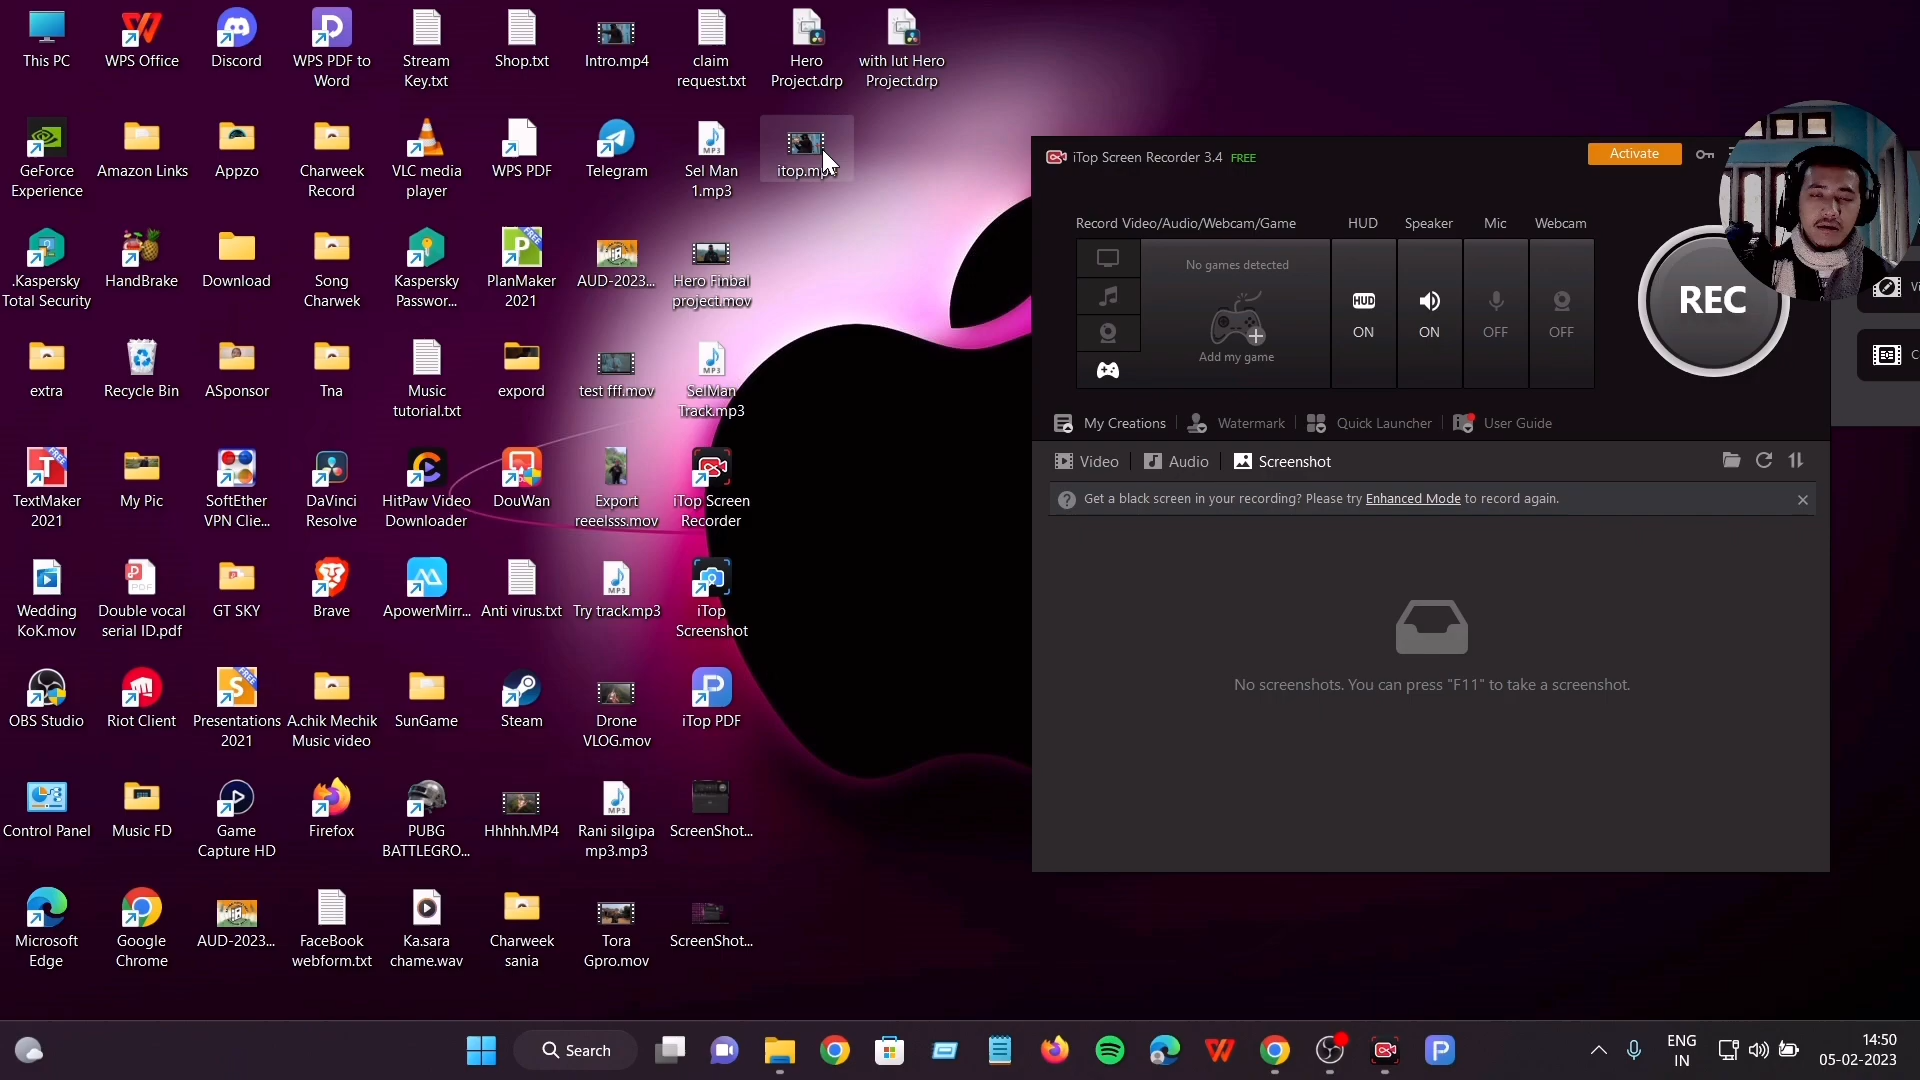 This PC
WPS Office
Discord
WPS PDF to
Word
Stream
Key.txt
Shop.txt
Intro.mp4
claim
request.txt
Hero
Project.drp
with lut Hero
Project.drp
GeForce
Experience
Amazon Links
Appzo
Charweek
Record
VLC media
player
WPS PDF
Telegram
MP3
Sel Man
1.mp3
.Kaspersky
Total Security
HandBrake
Download
Song
Charwek
Kaspersky
Passwor...
FREE
PlanMaker
2021
AUD-2023...
Hero Finbal
project.mov
extra
Recycle Bin
ASponsor
Tna
Music
tutorial.txt
expord
test fff.mov
MP3
SelMan
Track.mp3
FREE
TextMaker
2021
My Pic
SoftEther
VPN Clie...
DaVinci
Resolve
HitPaw Video
Downloader
DouWan
Export
reeelsss.mov
iTop Screen
Recorder
Wedding
KoK.mov
PDF
Double vocal
serial ID.pdf
GT SKY
Brave
ApowerMirr...
Anti virus.txt
MP3
Try track.mp3
iTop
Screenshot
OBS Studio
Riot Client
FREE
Presentations
2021
A.chik Mechik
Music video
SunGame
Steam
Drone
VLOG.mov
iTop PDF
Control Panel
Music FD
Game
Capture HD
Firefox
PUBG
BATTLEGRO...
Hhhhh.MP4
MP3
Rani silgipa
mp3.mp3
ScreenShot...
Microsoft
Edge
Google
Chrome
AUD-2023...
FaceBook
webform.txt
Ka.sara
chame.wav
Charweek
sania
Tora
Gpro.mov
ScreenShot...
iTop Screen Recorder 3.4 FREE
Activate
Record Video/Audio/Webcam/Game
HUD
Speaker
Mic
Webcam
No games detected
Add my game
HUD
ON
ON
OFF
OFF
REC
My Creations
Watermark
Quick Launcher
User Guide
Video
Audio
Screenshot
Get a black screen in your recording? Please try Enhanced Mode to record again.
No screenshots. You can press "F11" to take a screenshot.
Search
ENG
IN
14:50
05-02-2023